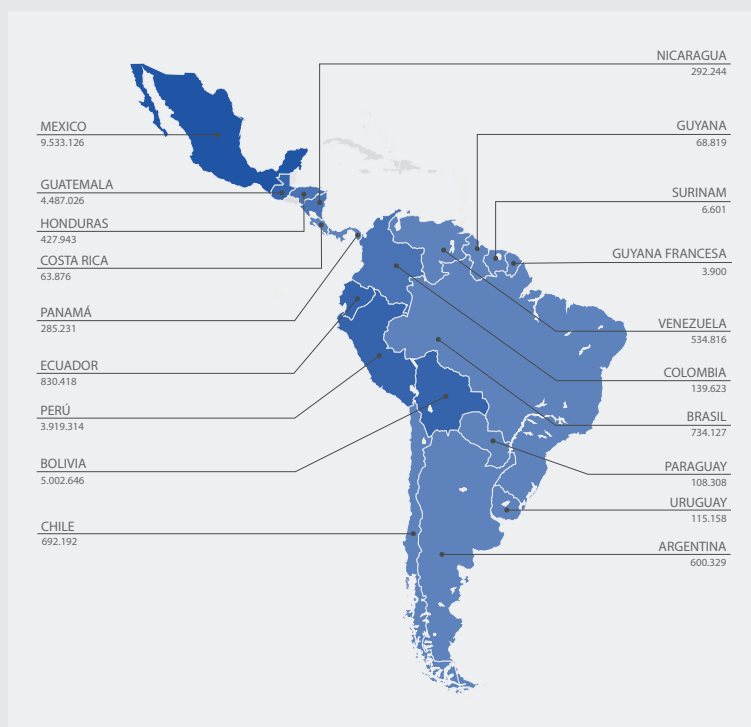 MEXICO
9.533.126
GUATEMALA
4.487.026
HONDURAS
427.943
COSTA RICA
63.876
PANAMÁ
285.231
ECUADOR
830.418
PERÚ
3.919.314
BOLIVIA
5.002.646
CHILE
692.192
NICARAGUA
292.244
GUYANA
68.819
SURINAM
6.601
GUYANA FRANCESA
3.900
VENEZUELA
534.816
COLOMBIA
139.623
BRASIL
734.127
PARAGUAY
108.308
URUGUAY
115.158
ARGENTINA
600.329